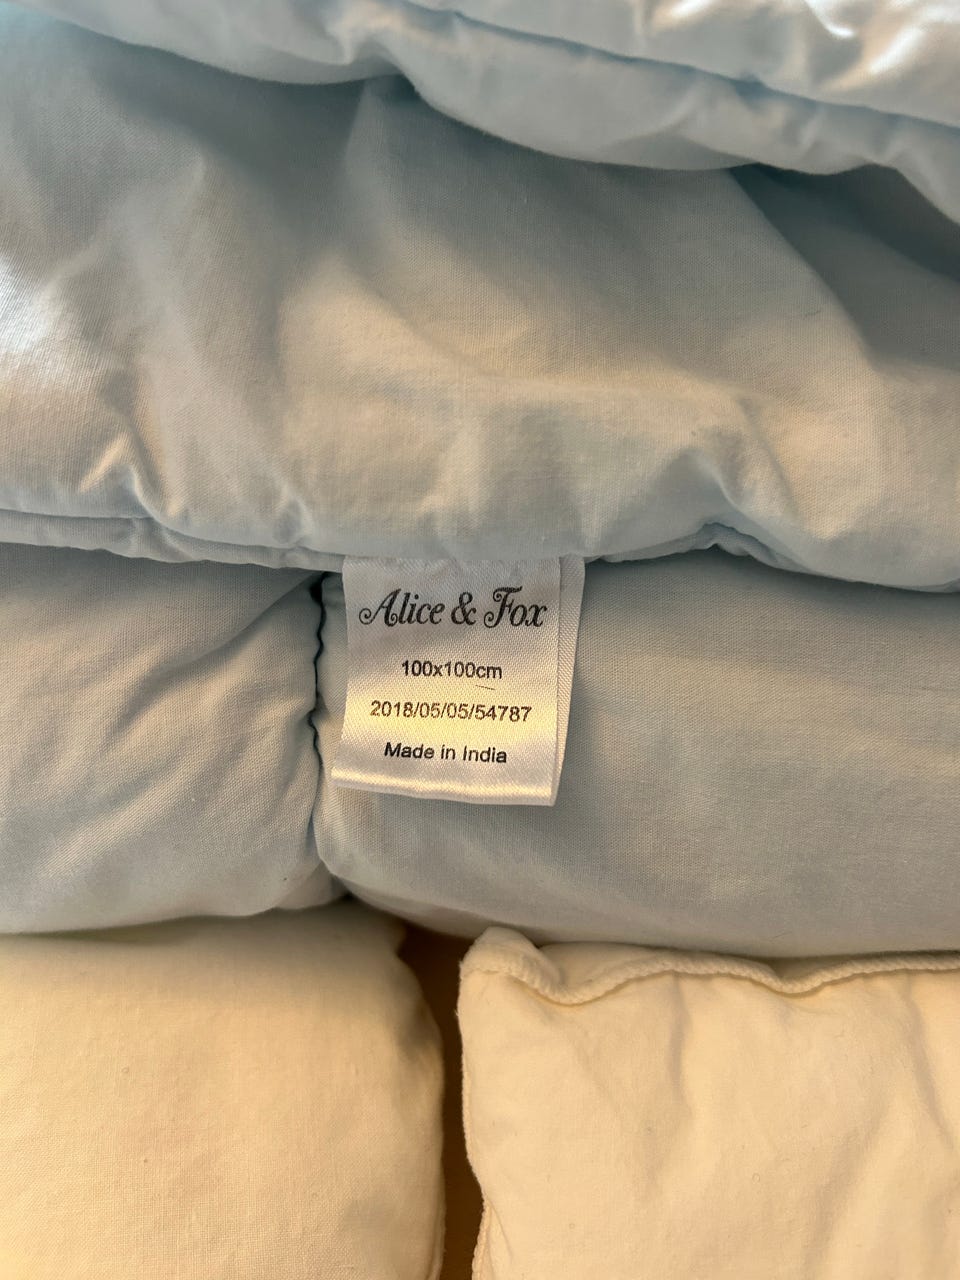 Alice & Fox
100x100cm
2018/05/05/54787
Made in India